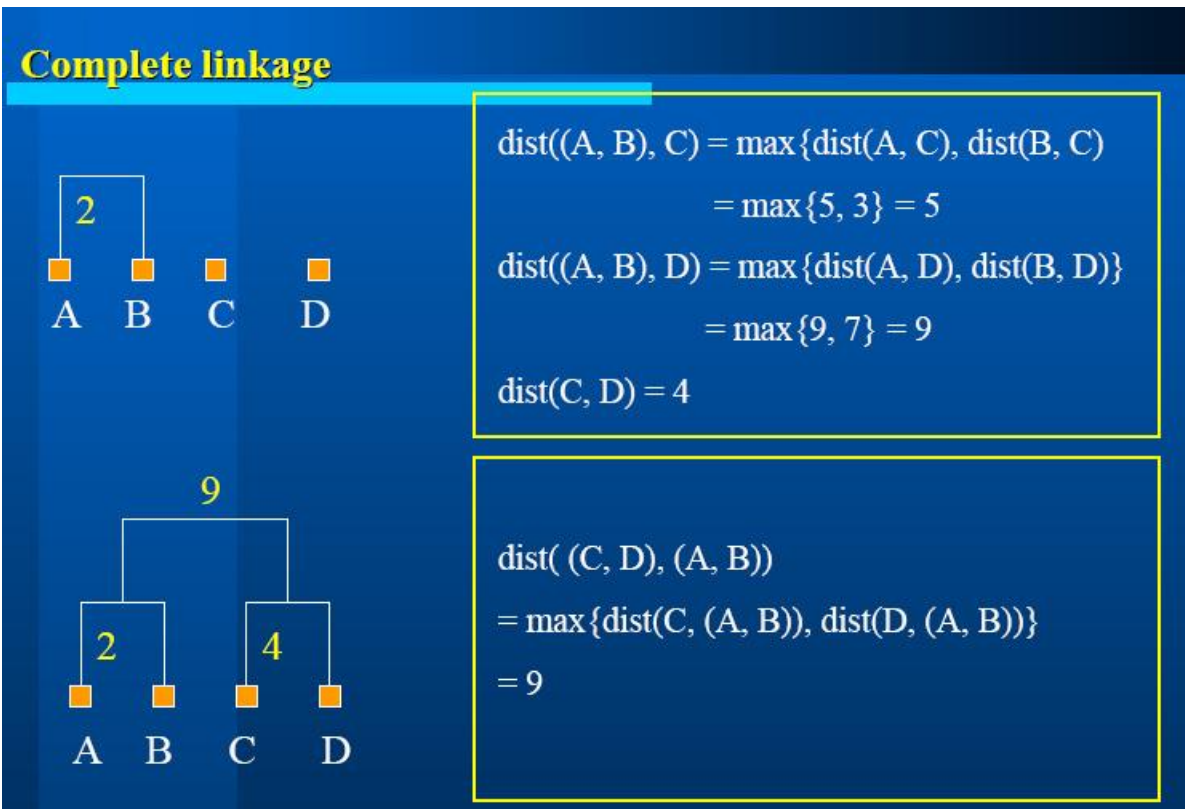 Complete linkage
2
A B C D
dist((A, B), C) = max{dist(A, C), dist(B, C)
= max{5, 3} = 5
dist((A, B), D) = max{dist(A, D), dist(B, D)}
= max{9, 7} = 9
dist(C, D) = 4
9
2 4
A B C D
dist( (C, D), (A, B))
= max{dist(C, (A, B)), dist(D, (A, B))}
= 9